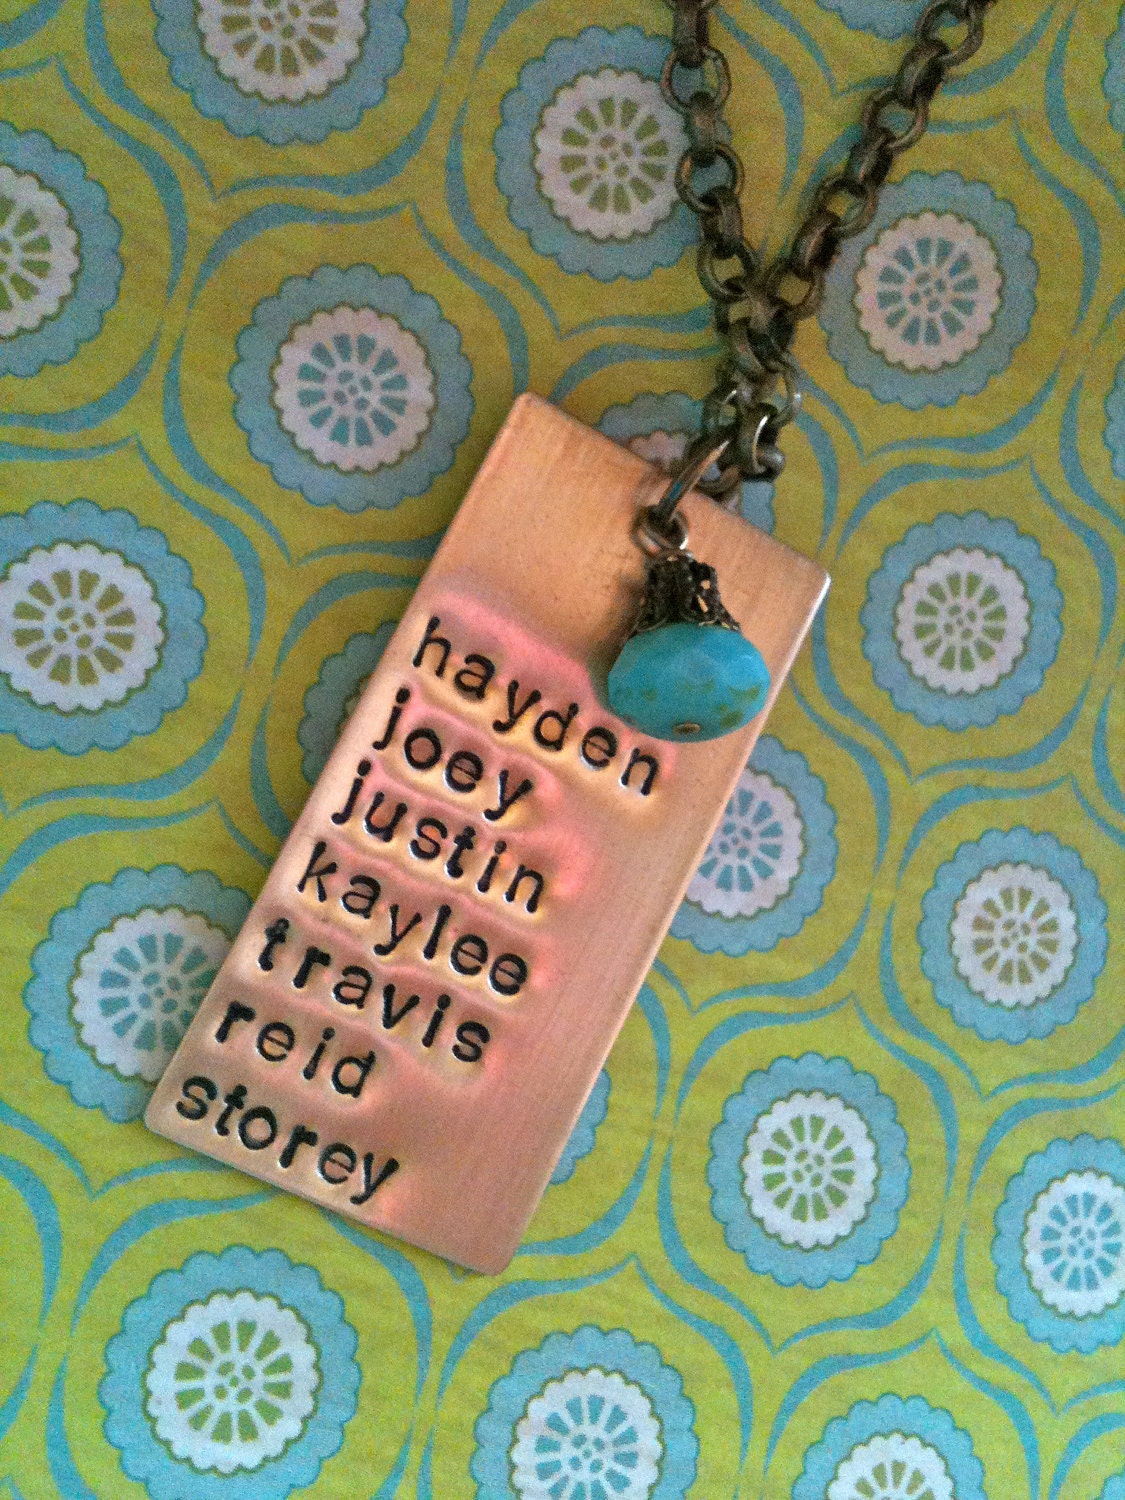 hayden
joey
justin
kaylee
travis
reid
storey